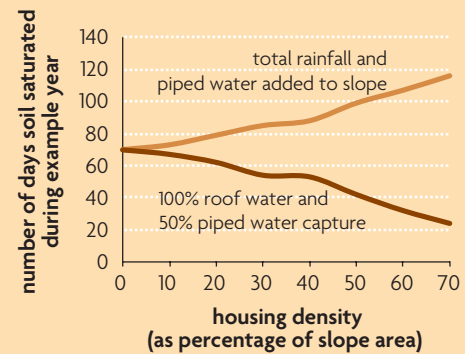 number of days soil saturated
during example year
140
120
100
80
60
40
20
0
total rainfall and
piped water added to slope
100% roof water and
50% piped water capture
0 10 20 30 40 50 60 70
housing density
(as percentage of slope area)